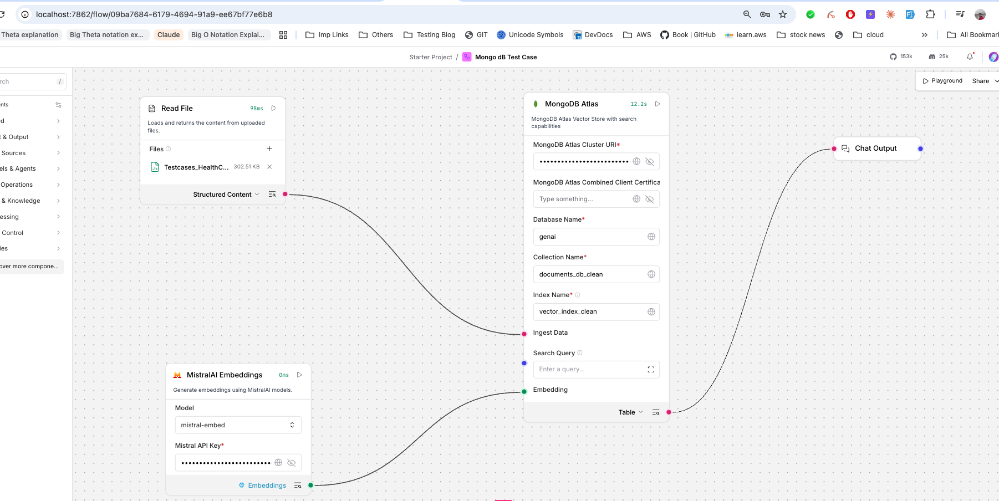 localhost:7862/flow/09ba7684-6179-4694-91a9-ee67bf77e6b8
Theta explanation
Big Theta notation ex...
Claude
Big O Notation Explai...
Imp Links
Others
Testing Blog
GIT
Unicode Symbols
DevDocs
AWS
Book | GitHub
learn.aws
stock news
cloud
All Bookmar
Starter Project / Mongo dB Test Case
153k
25k
rch
/
Playground
Share
nts
ed
t & Output
Sources
els & Agents
Operations
& Knowledge
essing
Control
ies
over more compone...
Read File
98ms
Loads and returns the content from uploaded
files.
Files
Testcases_HealthC...
302.51 KB
Structured Content
MistralAI Embeddings
0ms
Generate embeddings using MistralAI models.
Model
mistral-embed
Mistral API Key*
Embeddings
MongoDB Atlas
12.2s
MongoDB Atlas Vector Store with search
capabilities
MongoDB Atlas Cluster URI*
MongoDB Atlas Combined Client Certifica
Type something...
Database Name*
genai
Collection Name*
documents_db_clean
Index Name*
vector_index_clean
Ingest Data
Search Query
Enter a query...
Embedding
Table
Chat Output